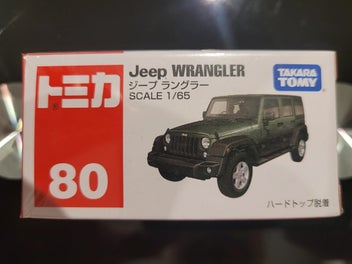 トミカ
80
Jeep WRANGLER
ジープ ラングラー
SCALE 1/65
TAKARA
TOMY
ハードトップ脱着